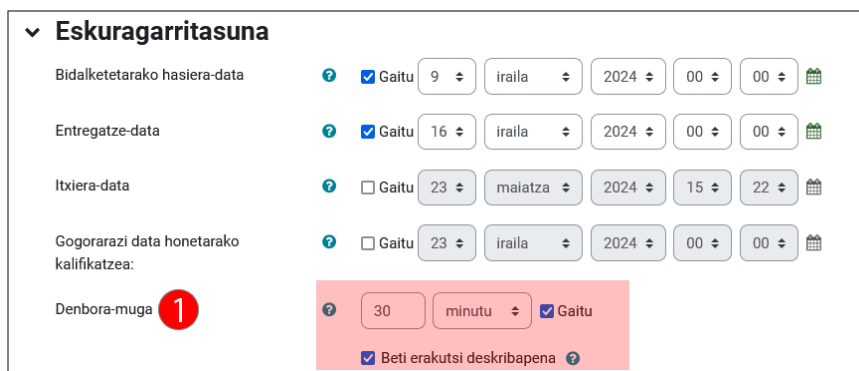 Eskuragarritasuna
Bidalketetarako hasiera-data Gaitu 9 iraila 2024 00 00
Entregatze-data Gaitu 16 iraila 2024 00 00
Itxiera-data Gaitu 23 maiatza 2024 15 22
Gogorarazi data honetarako
kalifikatzea: Gaitu 23 iraila 2024 00 00
Denbora-muga 1 30 minutu Gaitu
Beti erakutsi deskribapena